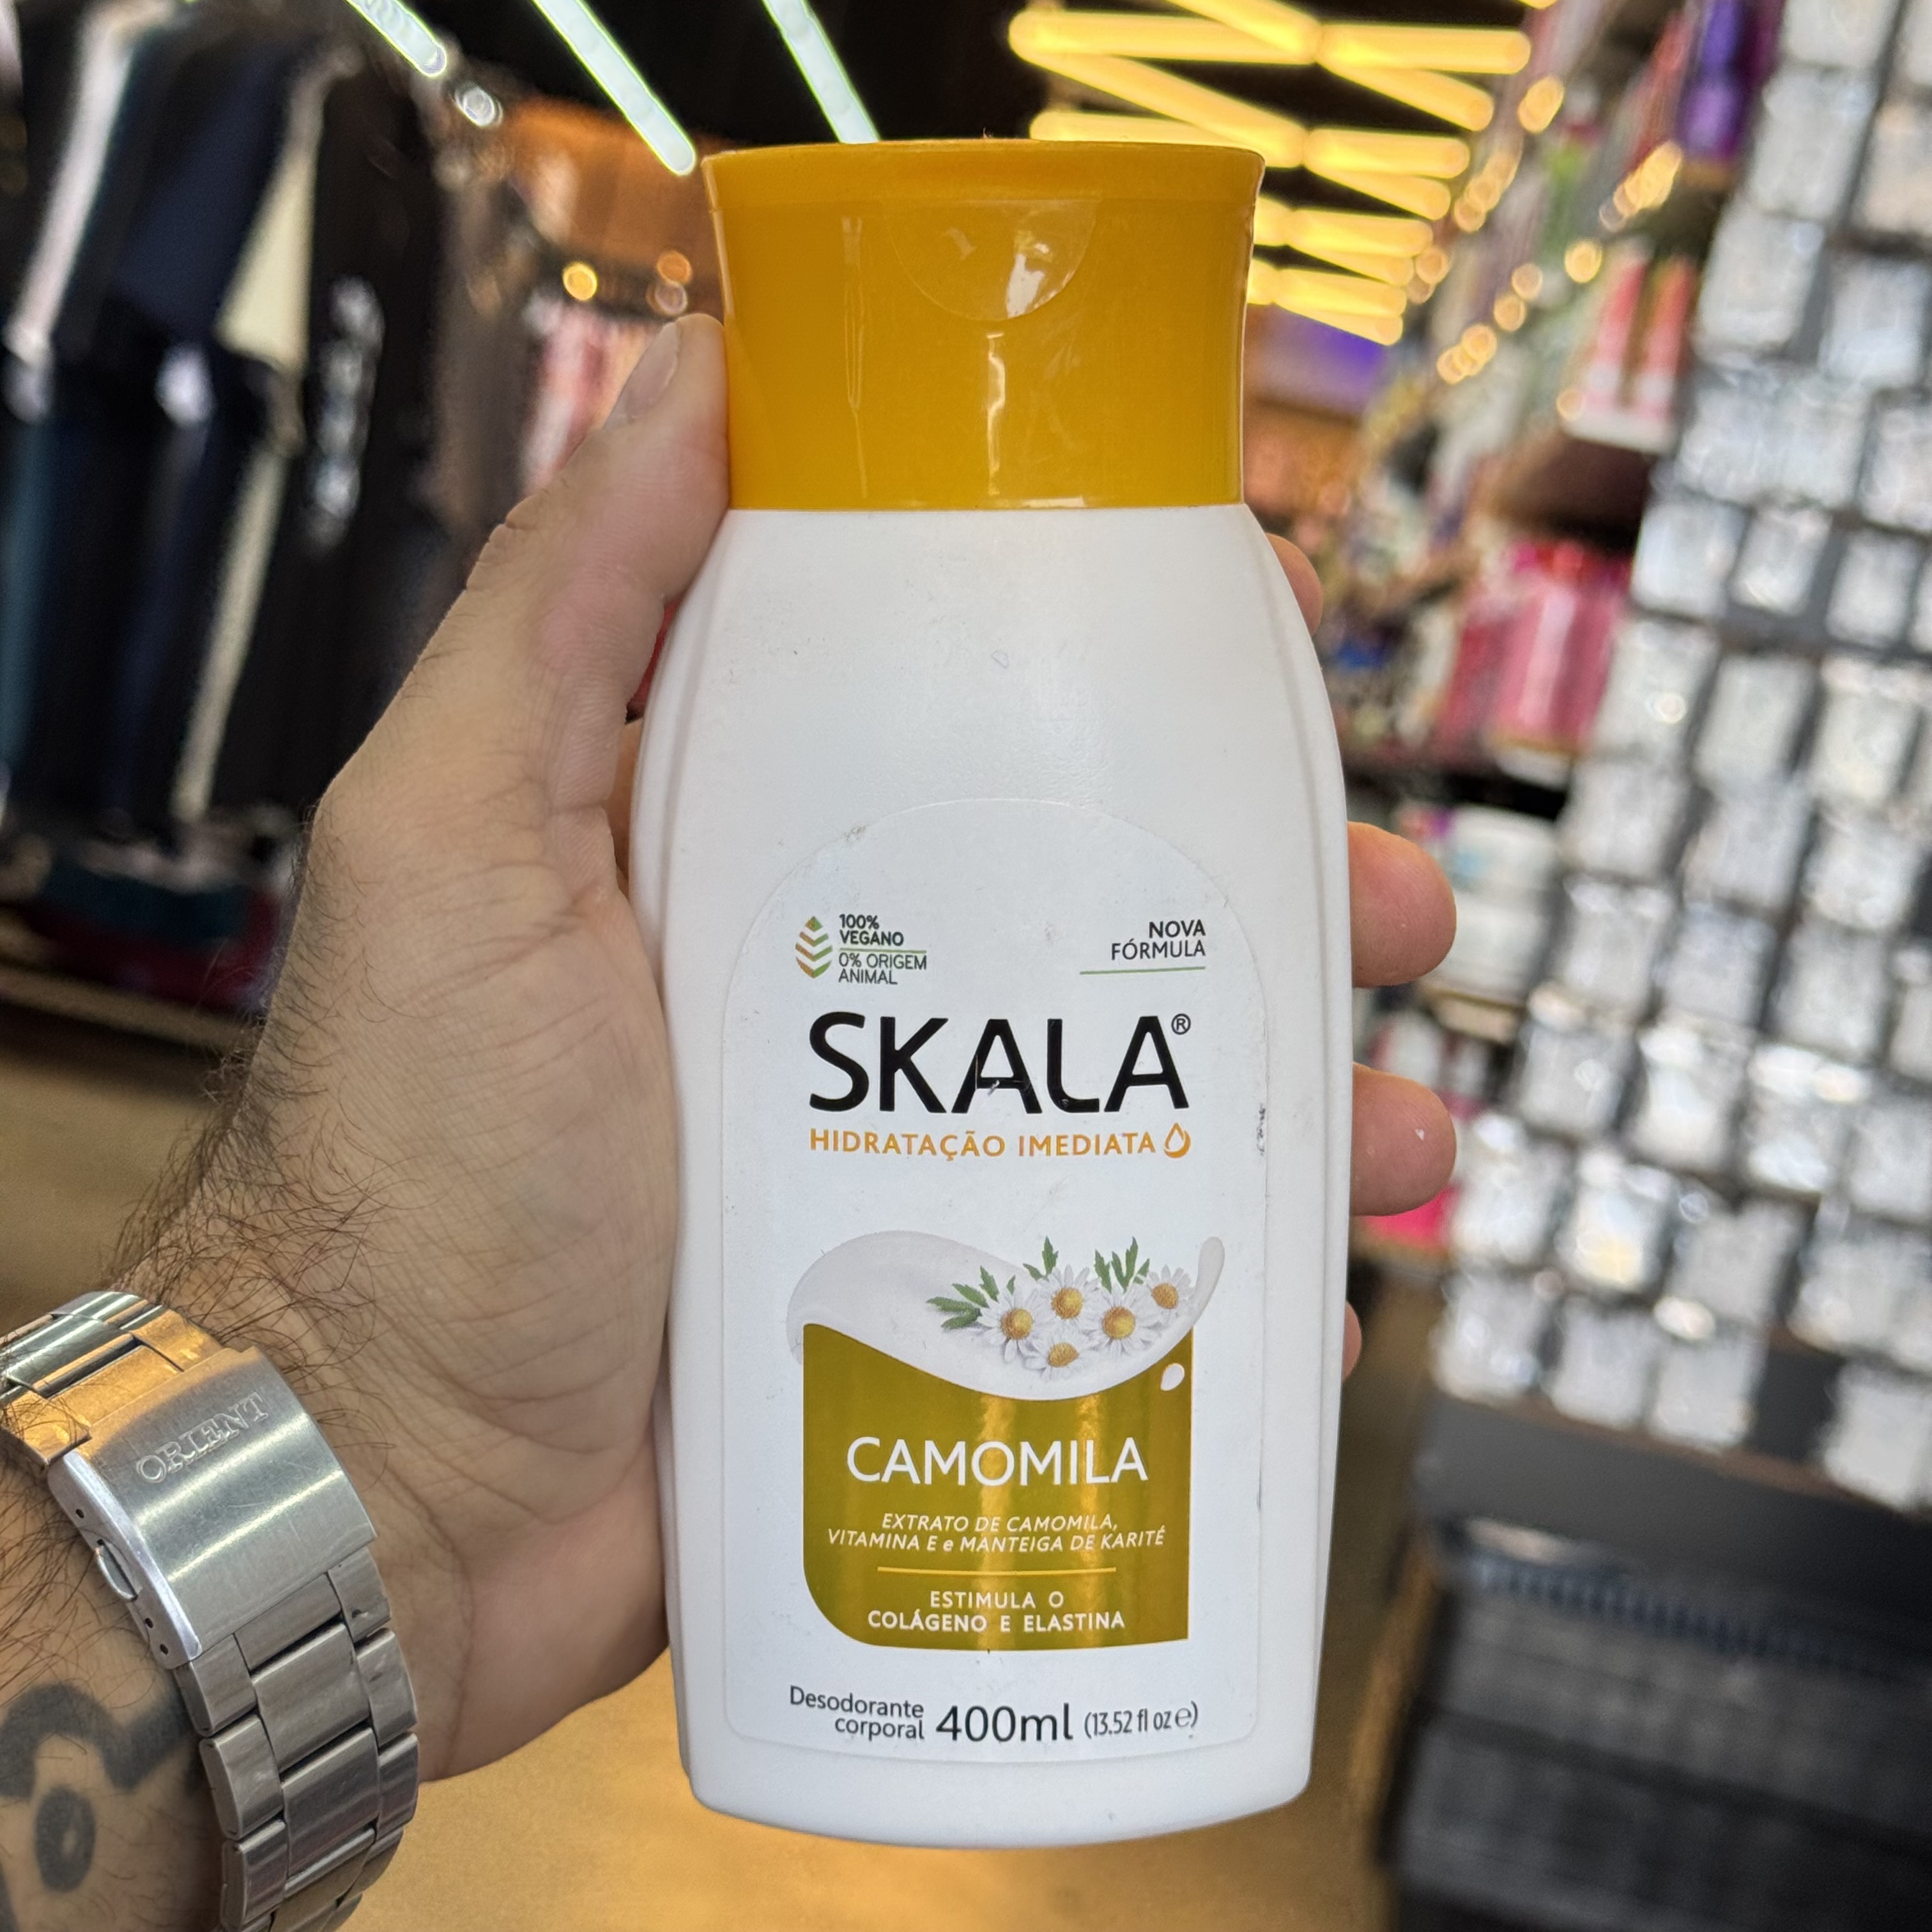 100%
VEGANO
0% ORIGEM
ANIMAL
NOVA
FÓRMULA
SKALA®
HIDRATAÇÃO IMEDIATA
CAMOMILA
EXTRATO DE CAMOMILA,
VITAMINA E e MANTEIGA DE KARITÉ
ESTIMULA O
COLÁGENO E ELASTINA
Desodorante
corporal 400ml (13.52 fl oz ℮)
ORIENT